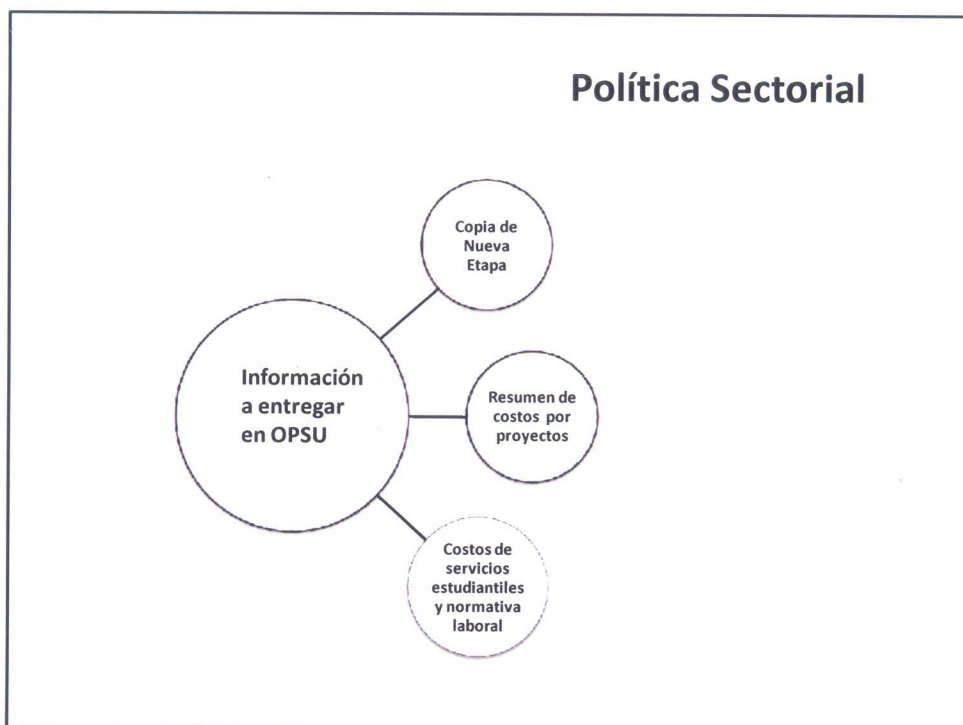 Política Sectorial
Copia de
Nueva
Etapa
Información
a entregar
en OPSU
Resumen de
costos por
proyectos
Costos de
servicios
estudiantiles
y normativa
laboral